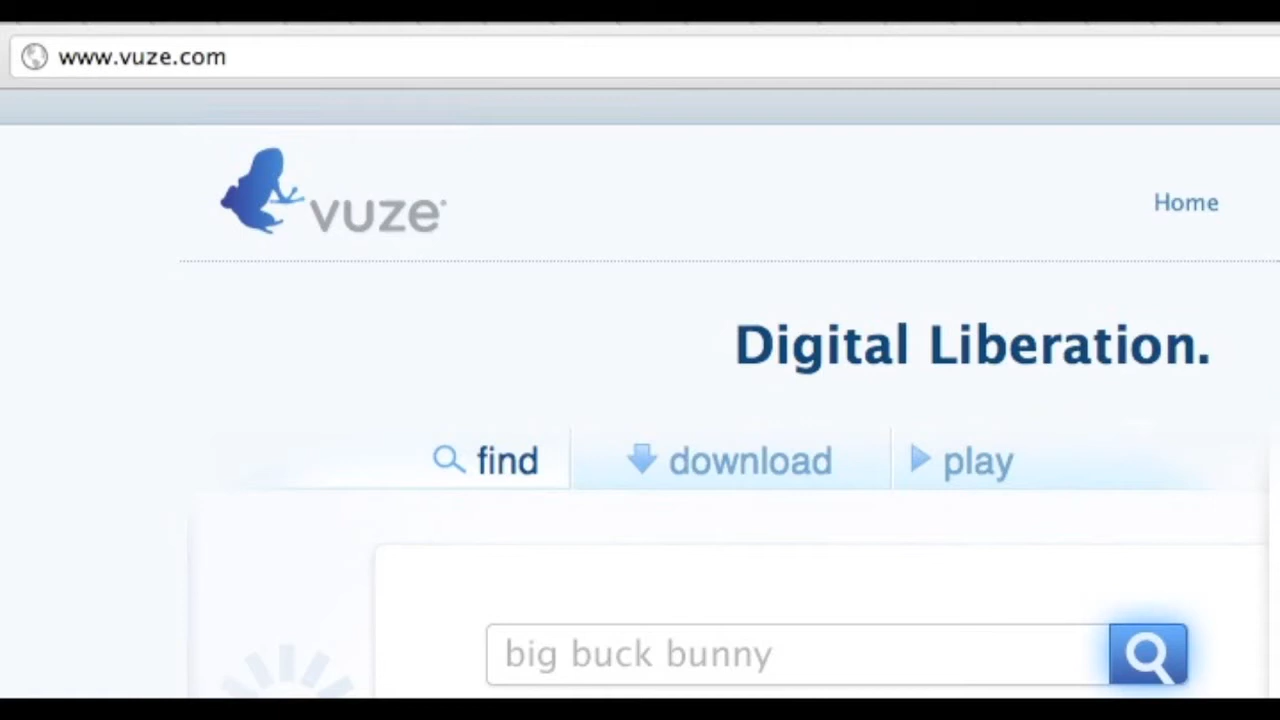 www.vuze.com
vuze
Home
Digital Liberation.
find download play
big buck bunny